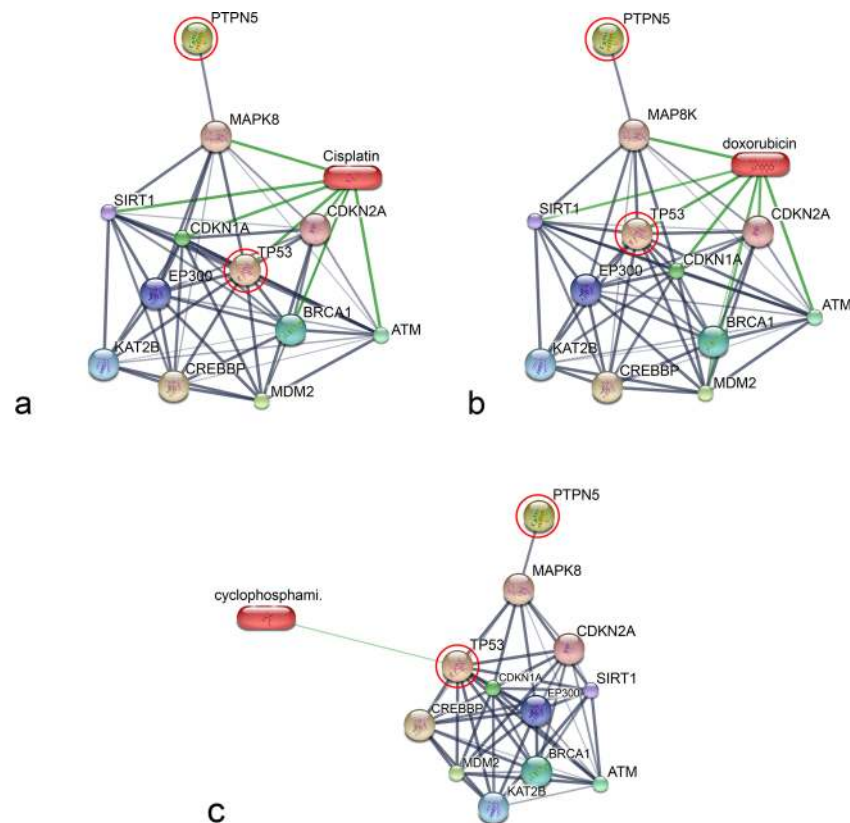 PTPN5
MAPK8
Cisplatin
SIRT1
CDKN1A
CDKN2A
TP53
EP300
BRCA1
ATM
KAT2B
CREBBP
MDM2
a
PTPN5
MAP8K
doxorubicin
SIRT1
TP53
CDKN2A
CDKN1A
EP300
ATM
BRCA1
KAT2B
CREBBP
MDM2
b
PTPN5
MAPK8
cyclophosphami.
CDKN2A
TP53
CDKN1A
SIRT1
EP300
CREBBP
BRCA1
MDM2
ATM
KAT2B
c